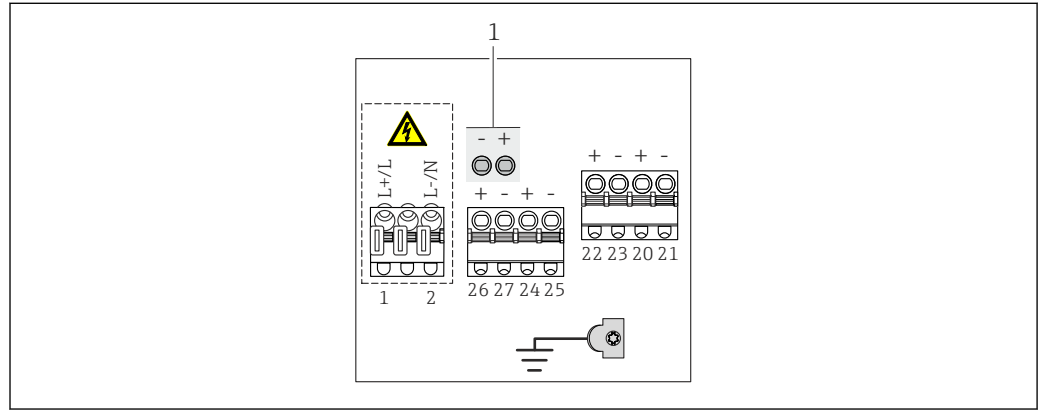 1
- +
L+/L L-/N
+ - + -
+ - + -
22 23 20 21
26 27 24 25
1 2